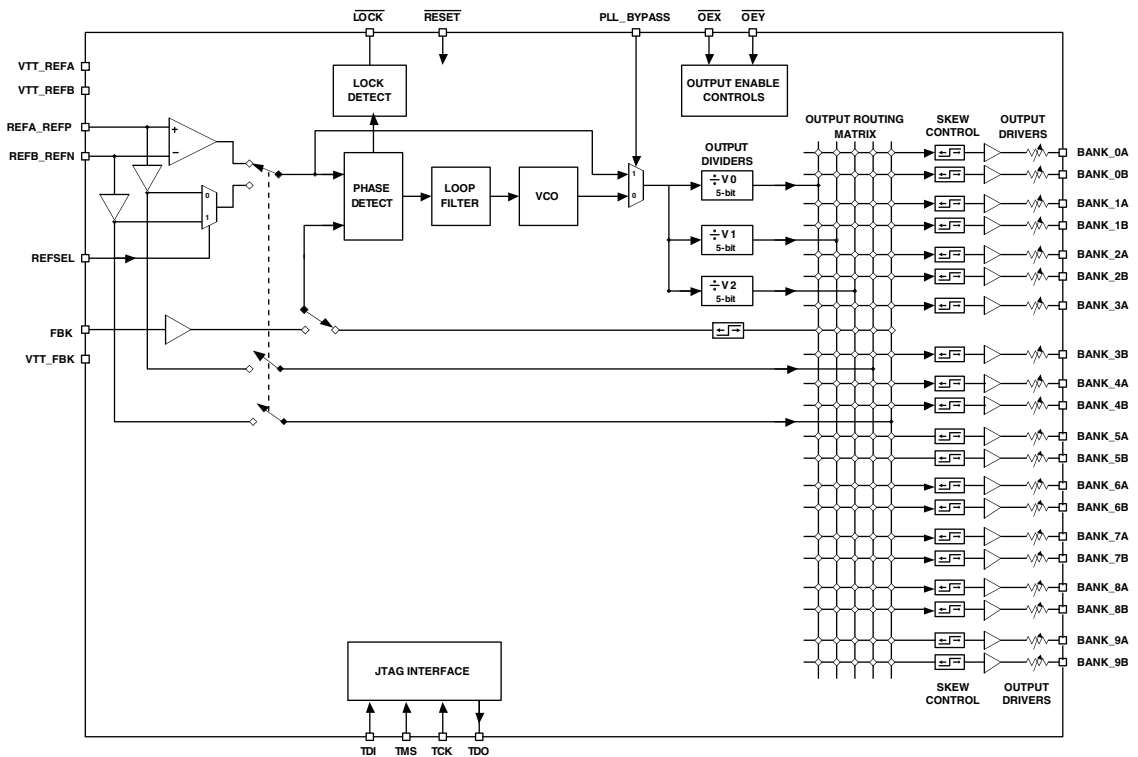 LOCK
RESET
PLL_BYPASS
OEX
OEY
VTT_REFA
VTT_REFB
REFA_REFP
REFB_REFN
REFSEL
FBK
VTT_FBK
+
−
0
1
LOCK
DETECT
PHASE
DETECT
LOOP
FILTER
VCO
1
0
OUTPUT ENABLE
CONTROLS
OUTPUT
DIVIDERS
÷V0
5-bit
÷V1
5-bit
÷V2
5-bit
OUTPUT ROUTING
MATRIX
SKEW
CONTROL
OUTPUT
DRIVERS
BANK_0A
BANK_0B
BANK_1A
BANK_1B
BANK_2A
BANK_2B
BANK_3A
BANK_3B
BANK_4A
BANK_4B
BANK_5A
BANK_5B
BANK_6A
BANK_6B
BANK_7A
BANK_7B
BANK_8A
BANK_8B
BANK_9A
BANK_9B
SKEW
CONTROL
OUTPUT
DRIVERS
JTAG INTERFACE
TDI
TMS
TCK
TDO